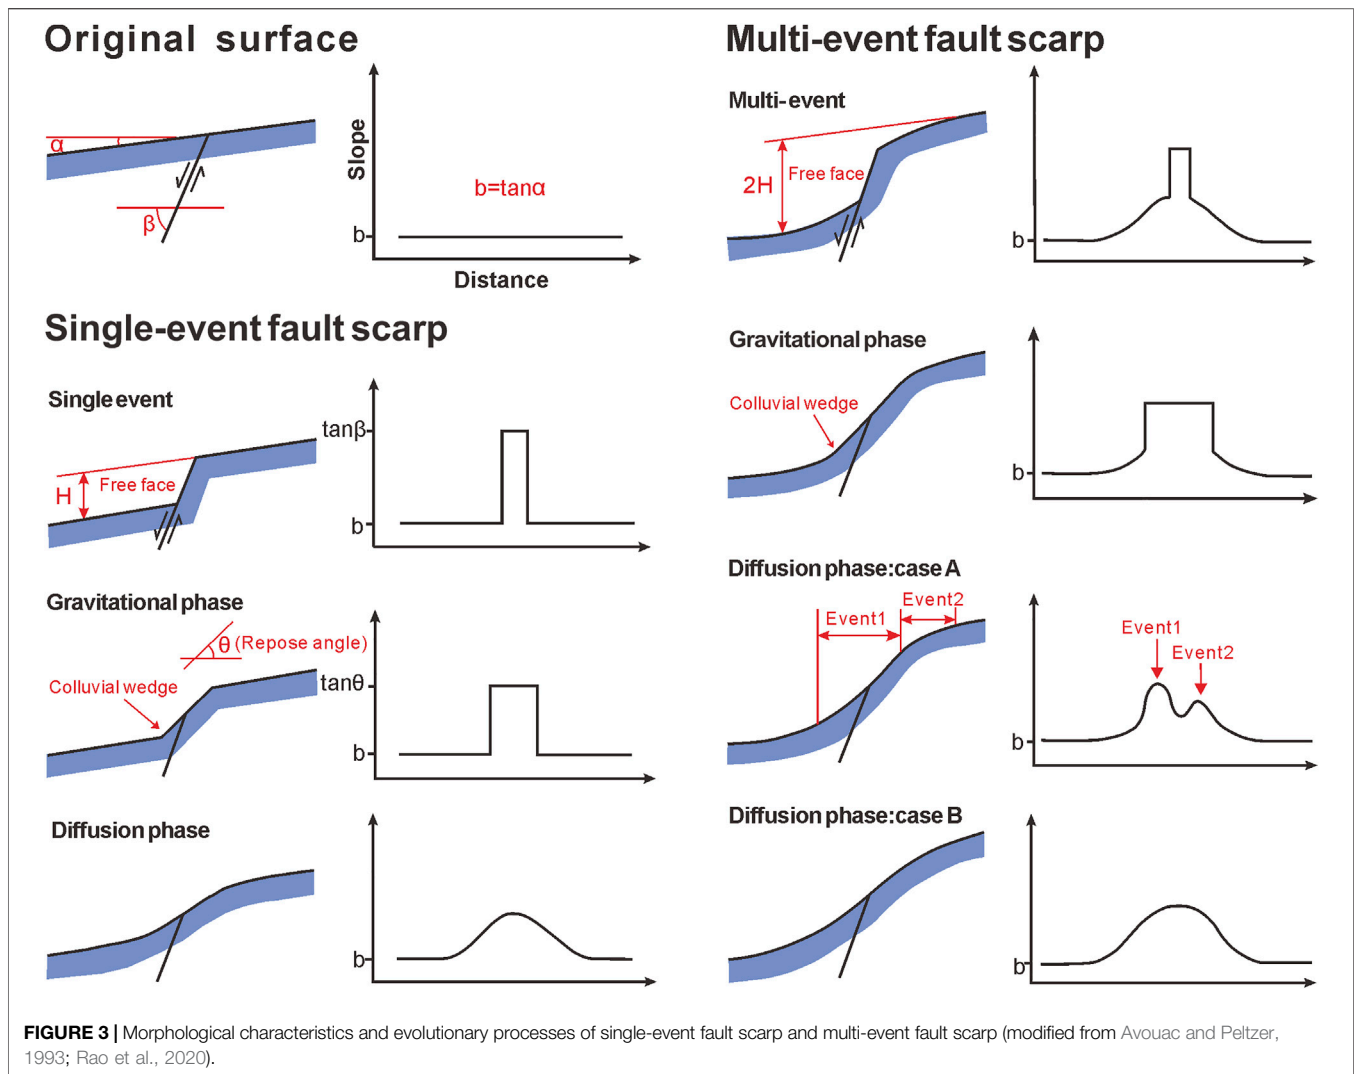 Original surface
α
β
Slope
b=tanα
b
Distance
Single-event fault scarp
Single event
H
Free face
tanβ
b
Gravitational phase
θ (Repose angle)
Colluvial wedge
tanθ
b
Diffusion phase
b
Multi-event fault scarp
Multi-event
2H
Free face
b
Gravitational phase
Colluvial wedge
b
Diffusion phase:case A
Event1
Event2
Event1
Event2
b
Diffusion phase:case B
b
FIGURE 3 | Morphological characteristics and evolutionary processes of single-event fault scarp and multi-event fault scarp (modified from Avouac and Peltzer,
1993; Rao et al., 2020).